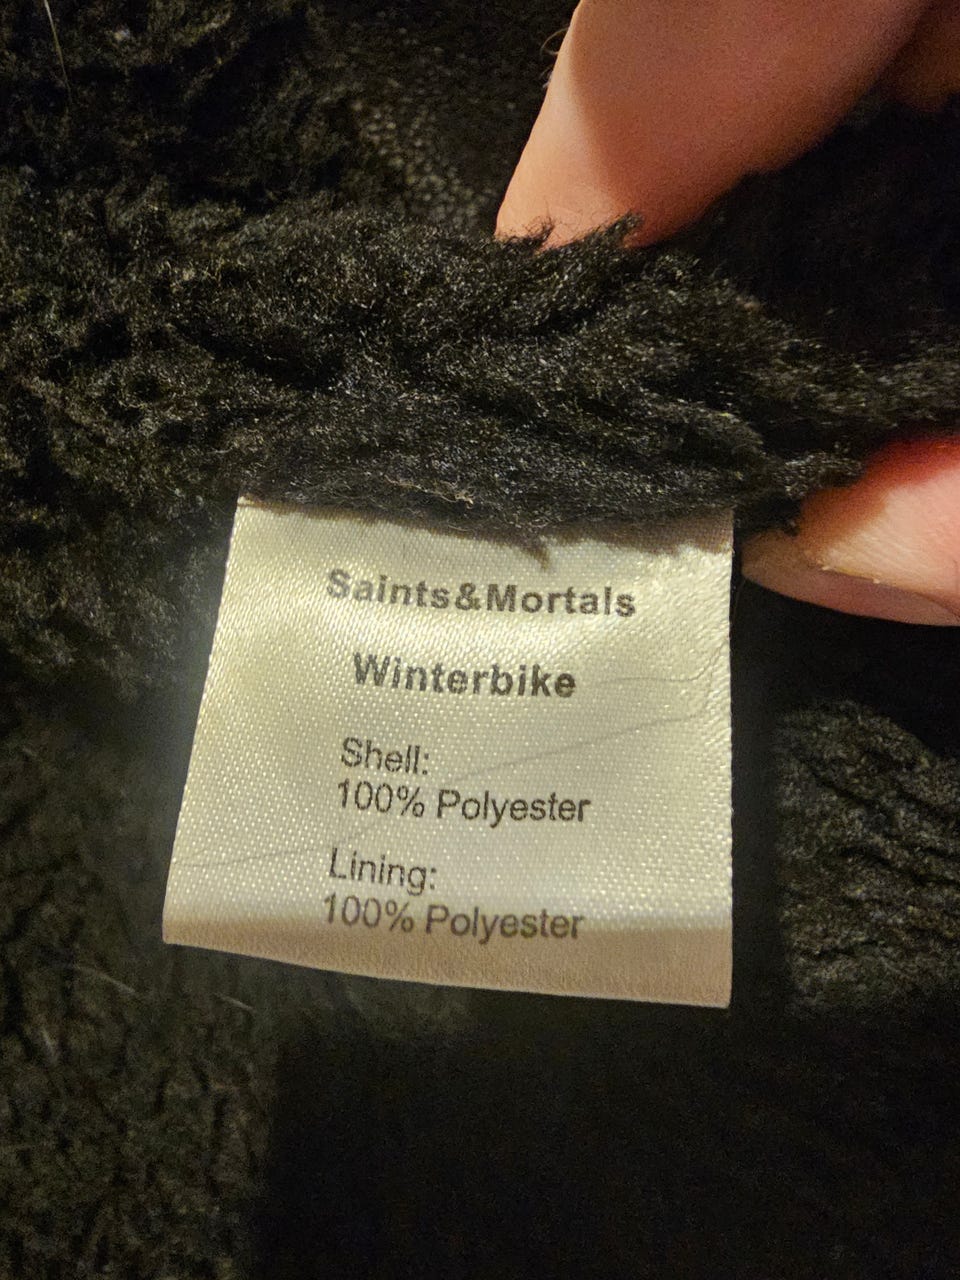 Saints&Mortals
Winterbike
Shell:
100% Polyester
Lining:
100% Polyester